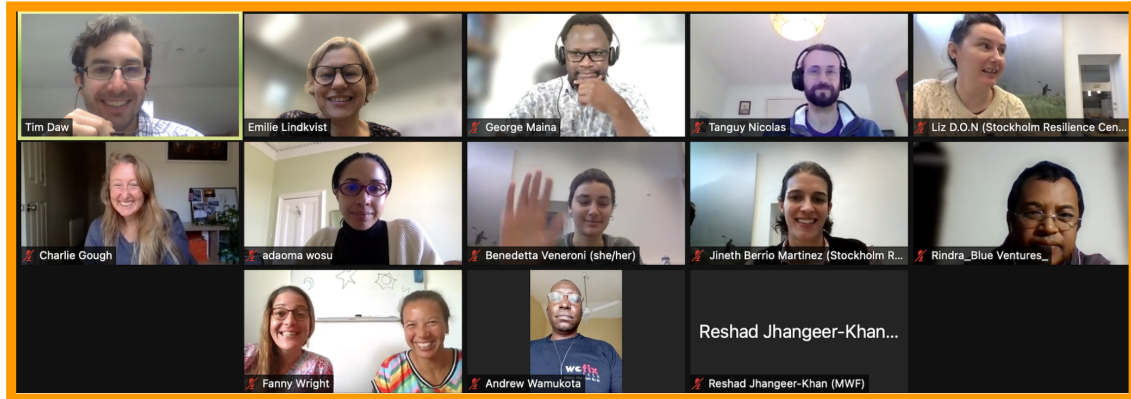 Tim Daw
Emilie Lindkvist
George Maina
Tanguy Nicolas
Liz D.O.N (Stockholm Resilience Cen...
Charlie Gough
adaoma wosu
Benedetta Veneroni (she/her)
Jineth Berrio Martinez (Stockholm R...
Rindra_Blue Ventures_
Fanny Wright
wefix
Andrew Wamukota
Reshad Jhangeer-Khan...
Reshad Jhangeer-Khan (MWF)